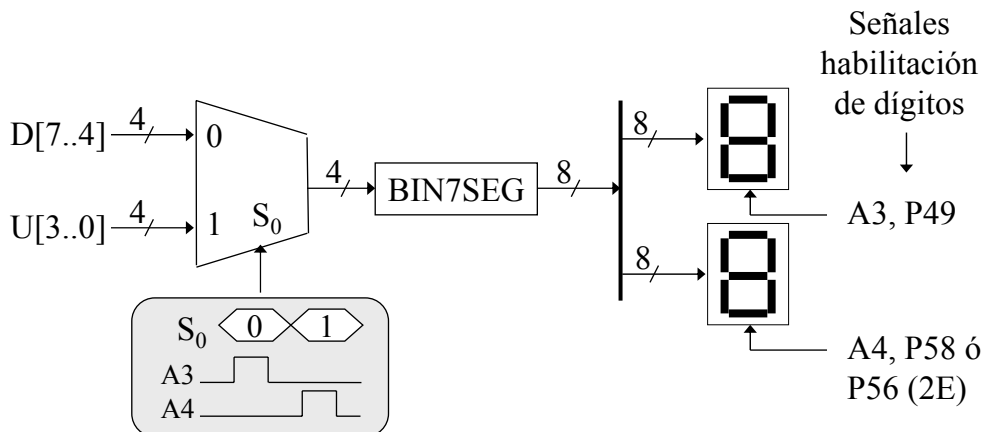 Señales
habilitación
de dígitos
D[7..4]
4
0
U[3..0]
4
1
S0
4
BIN7SEG
8
8
8
A3, P49
A4, P58 ó
P56 (2E)
S0
0
1
A3
A4